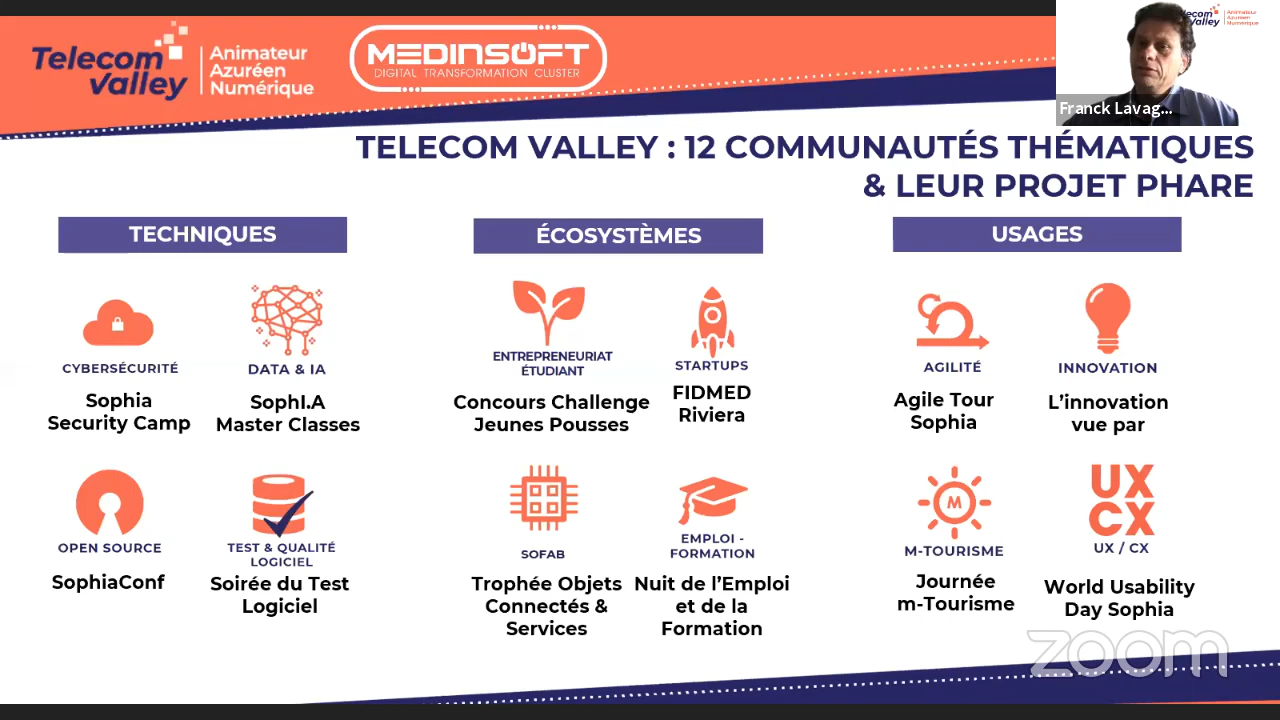 Telecom
Valley
Animateur
Azuréen
Numérique
MEDINSOFT
DIGITAL TRANSFORMATION CLUSTER
Valley
Franck Lavag...
TELECOM VALLEY : 12 COMMUNAUTÉS THÉMATIQUES
& LEUR PROJET PHARE
TECHNIQUES
CYBERSÉCURITÉ
Sophia
Security Camp
DATA & IA
SophI.A
Master Classes
OPEN SOURCE
SophiaConf
TEST & QUALITÉ
LOGICIEL
Soirée du Test
Logiciel
ÉCOSYSTÈMES
ENTREPRENEURIAT
ÉTUDIANT
Concours Challenge
Jeunes Pousses
STARTUPS
FIDMED
Riviera
SOFAB
Trophée Objets
Connectés &
Services
EMPLOI -
FORMATION
Nuit de l’Emploi
et de la
Formation
USAGES
AGILITÉ
Agile Tour
Sophia
INNOVATION
L’innovation
vue par
M
M-TOURISME
Journée
m-Tourisme
UX
CX
UX / CX
World Usability
Day Sophia
zoom